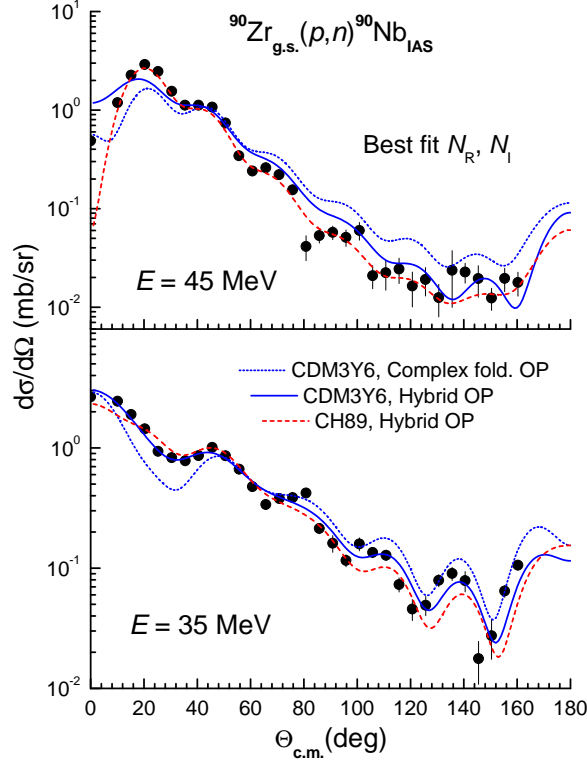 ⁹⁰Zr_g.s.(p,n)⁹⁰Nb_IAS
10¹
10⁰
10⁻¹
10⁻²
Best fit N_R, N_I
E = 45 MeV
dσ/dΩ (mb/sr)
CDM3Y6, Complex fold. OP
CDM3Y6, Hybrid OP
CH89, Hybrid OP
10⁰
10⁻¹
10⁻²
E = 35 MeV
0 20 40 60 80 100 120 140 160 180
Θ_c.m.(deg)